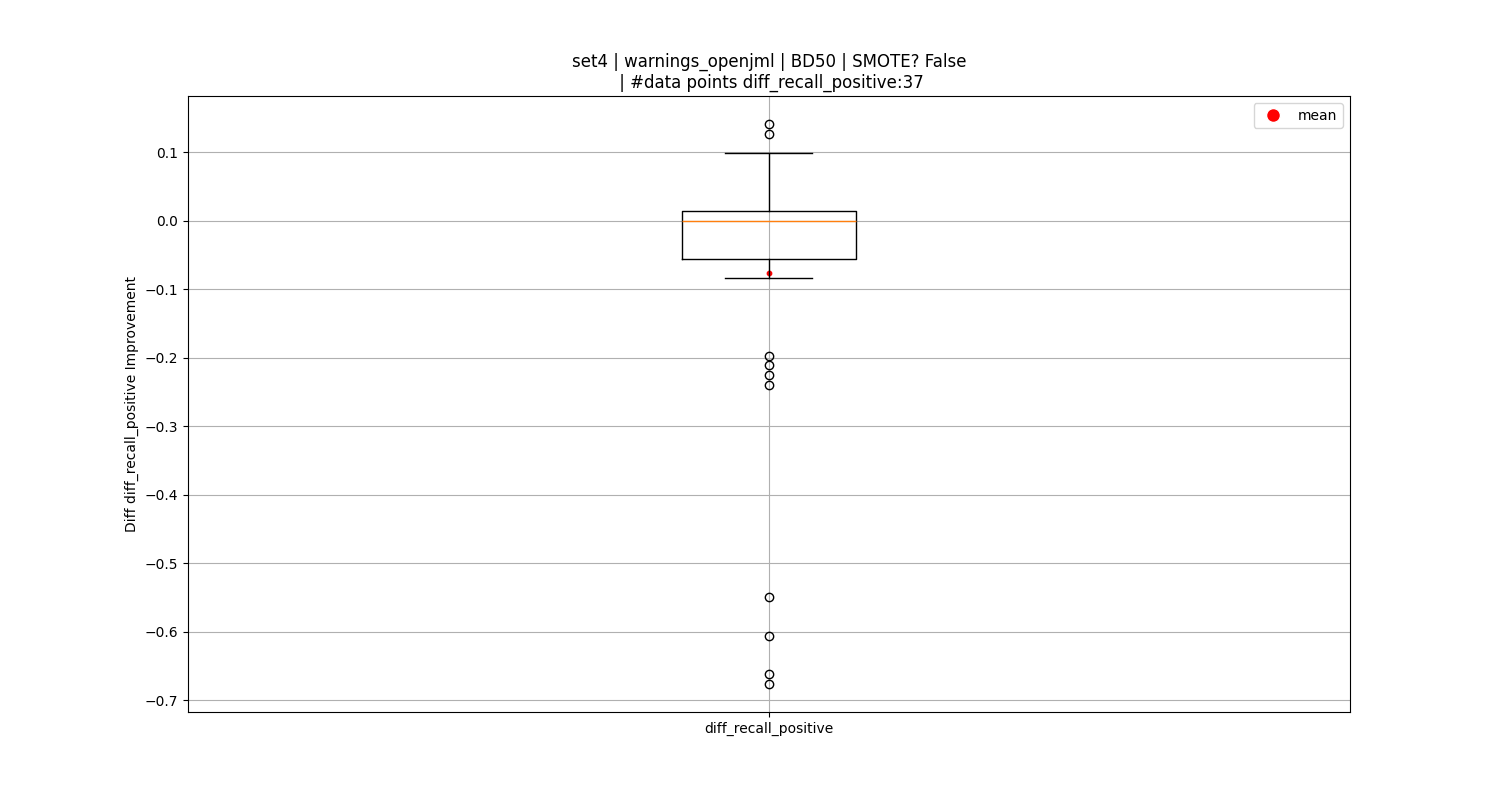 set4 | warnings_openjml | BD50 | SMOTE? False
| #data points diff_recall_positive:37
mean
0.1
0.0
−0.1
−0.2
−0.3
−0.4
−0.5
−0.6
−0.7
Diff diff_recall_positive Improvement
diff_recall_positive